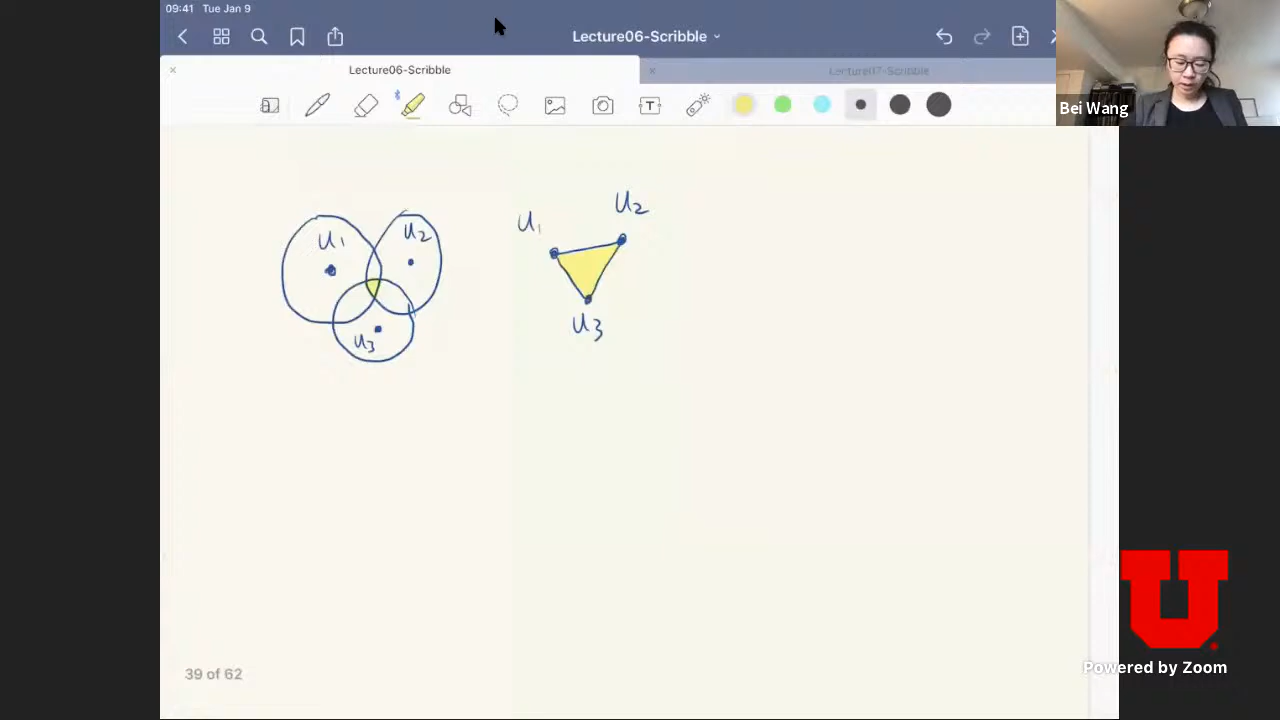 09:41 Tue Jan 9
Lecture06-Scribble
Lecture06-Scribble
Lecture07-Scribble
T
Bei Wang
U1
U2
U3
U1
U2
U3
39 of 62
U
Powered by Zoom